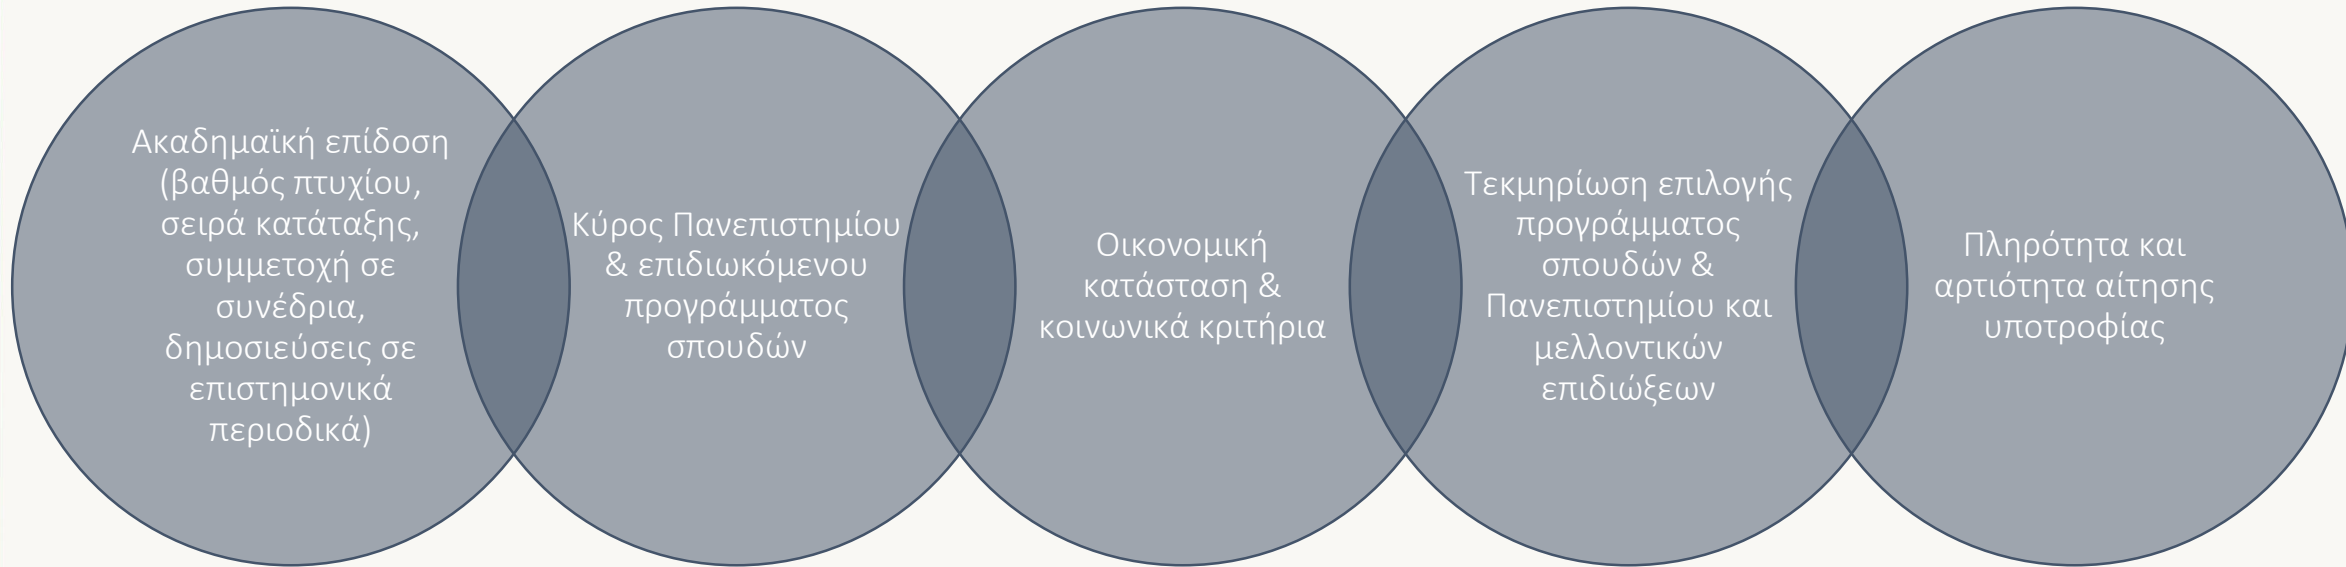 Ακαδημαϊκή επίδοση
(βαθμός πτυχίου,
σειρά κατάταξης,
συμμετοχή σε
συνέδρια,
δημοσιεύσεις σε
επιστημονικά
περιοδικά)
Κύρος Πανεπιστημίου
& επιδιωκόμενου
προγράμματος
σπουδών
Οικονομική
κατάσταση &
κοινωνικά κριτήρια
Τεκμηρίωση επιλογής
προγράμματος
σπουδών &
Πανεπιστημίου και
μελλοντικών
επιδιώξεων
Πληρότητα και
αρτιότητα αίτησης
υποτροφίας